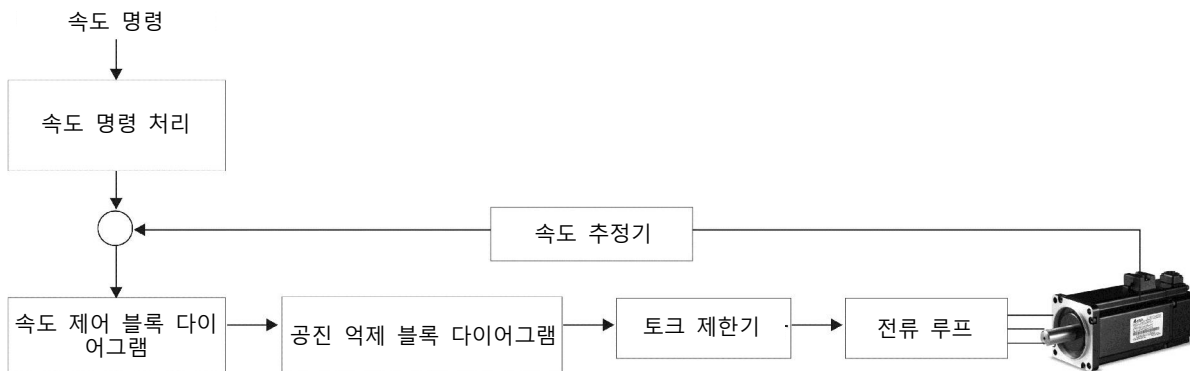 속도 명령
속도 명령 처리
속도 추정기
속도 제어 블록 다이
어그램
공진 억제 블록 다이어그램
토크 제한기
전류 루프